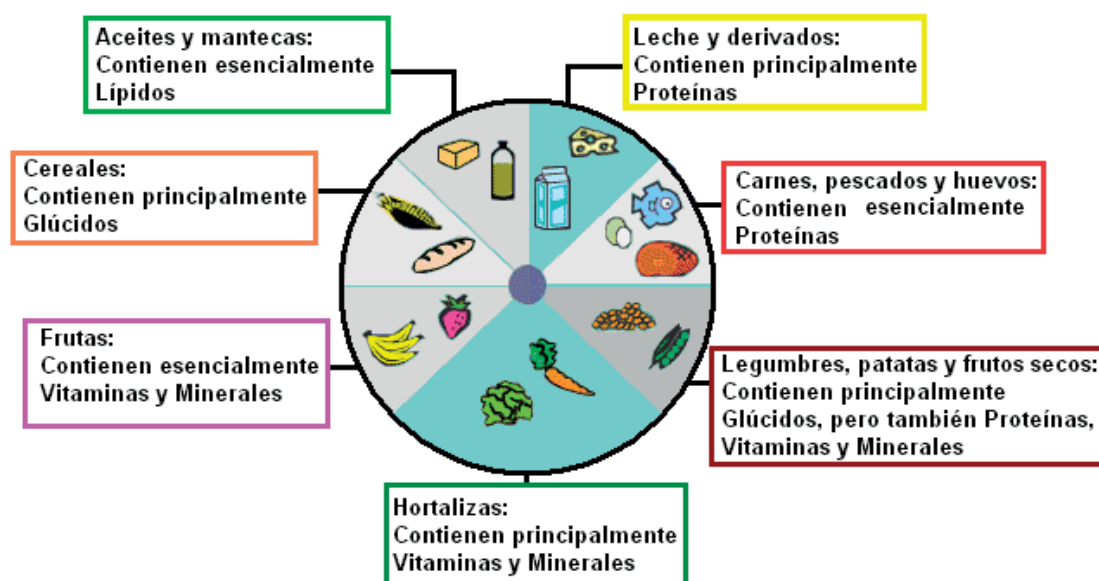 Aceites y mantecas:
Contienen esencialmente
Lípidos
Leche y derivados:
Contienen principalmente
Proteínas
Cereales:
Contienen principalmente
Glúcidos
Carnes, pescados y huevos:
Contienen esencialmente
Proteínas
Frutas:
Contienen esencialmente
Vitaminas y Minerales
Legumbres, patatas y frutos secos:
Contienen principalmente
Glúcidos, pero también Proteínas,
Vitaminas y Minerales
Hortalizas:
Contienen principalmente
Vitaminas y Minerales